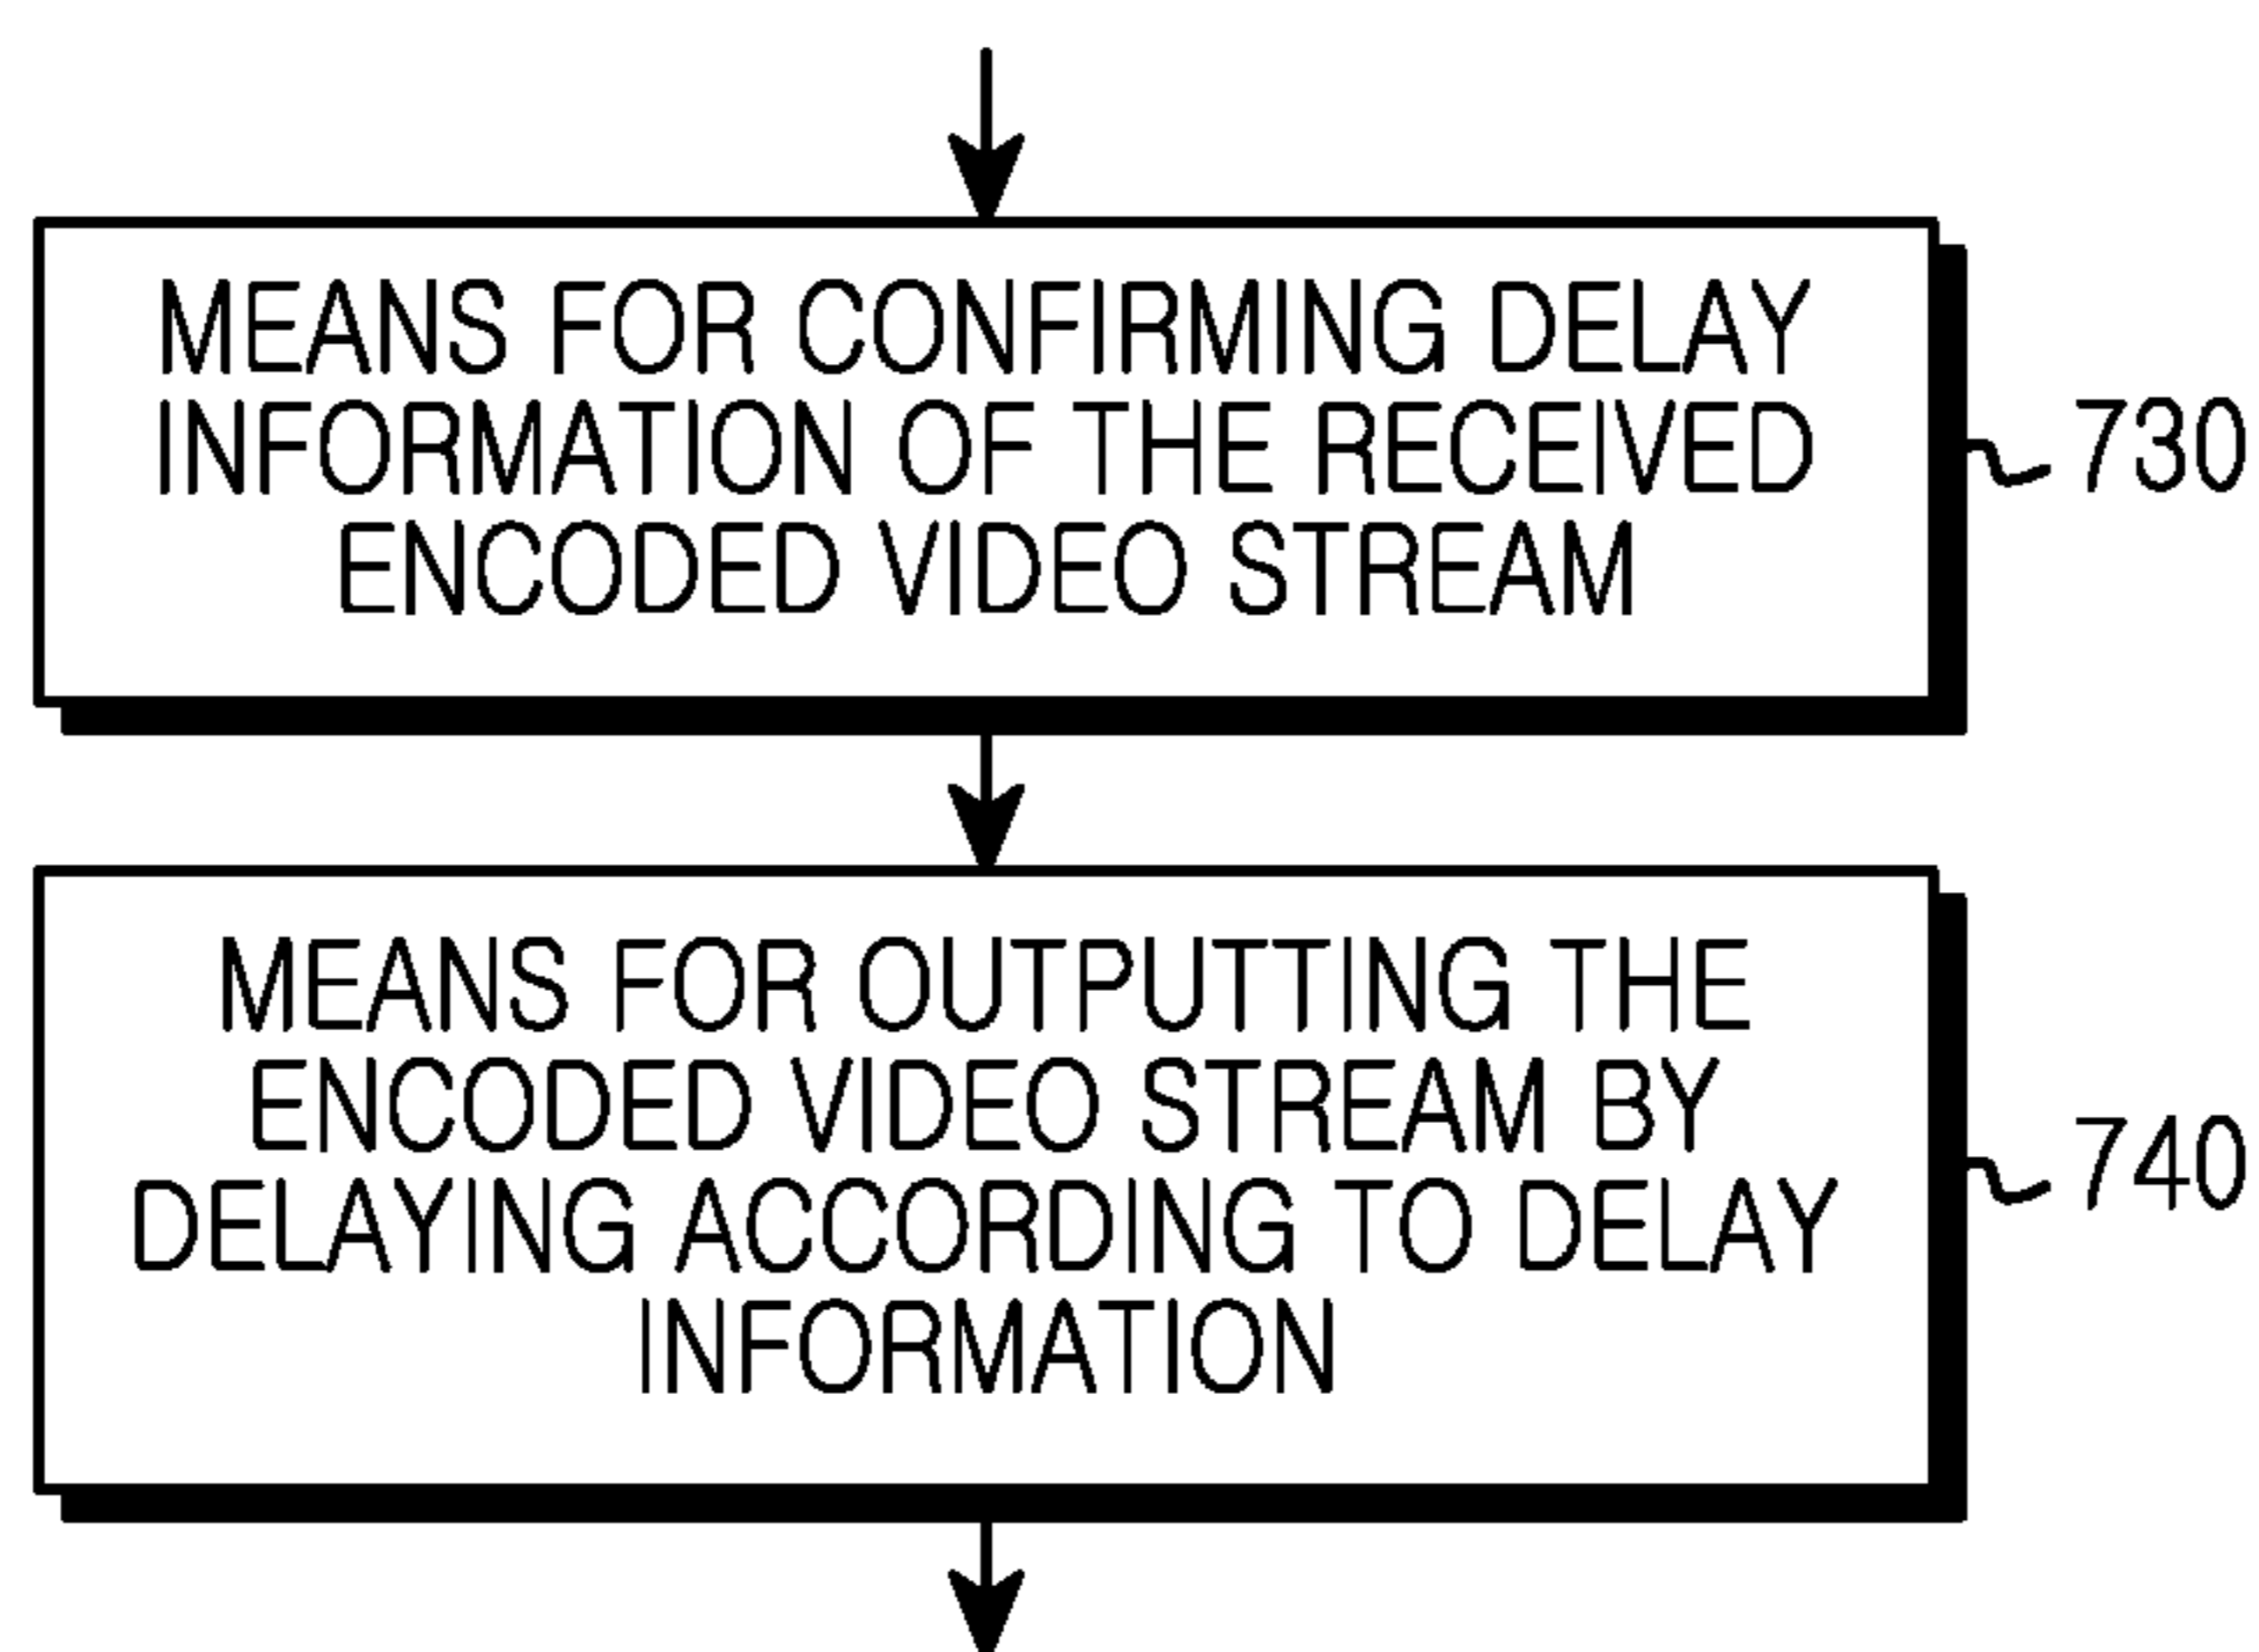 MEANS FOR CONFIRMING DELAY
INFORMATION OF THE RECEIVED
ENCODED VIDEO STREAM
730
MEANS FOR OUTPUTTING THE
ENCODED VIDEO STREAM BY
DELAYING ACCORDING TO DELAY
INFORMATION
740